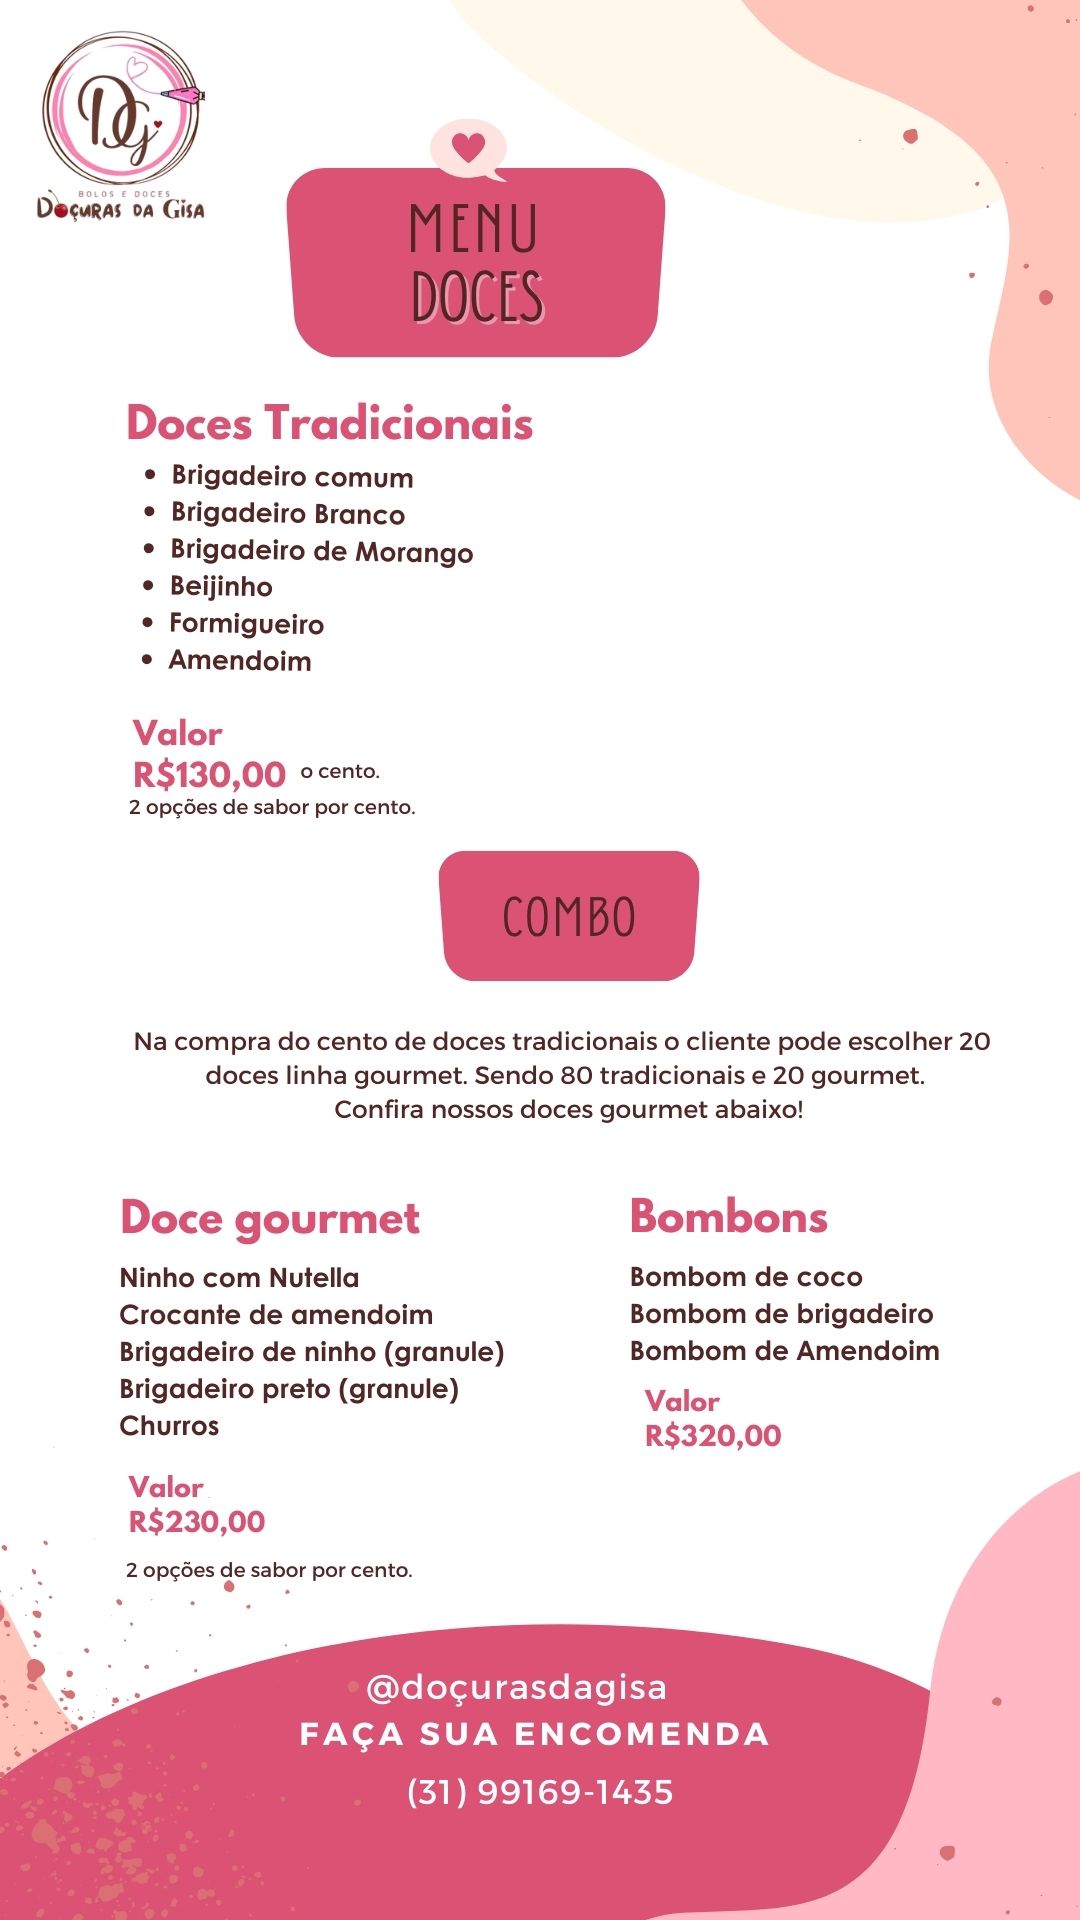 DG
BOLOS E DOCES
Doçuras da Gisa
MENU
DOCES
Doces Tradicionais
• Brigadeiro comum
• Brigadeiro Branco
• Brigadeiro de Morango
• Beijinho
• Formigueiro
• Amendoim
Valor
R$130,00 o cento.
2 opções de sabor por cento.
COMBO
Na compra do cento de doces tradicionais o cliente pode escolher 20
doces linha gourmet. Sendo 80 tradicionais e 20 gourmet.
Confira nossos doces gourmet abaixo!
Doce gourmet
Ninho com Nutella
Crocante de amendoim
Brigadeiro de ninho (granule)
Brigadeiro preto (granule)
Churros
Valor
R$230,00
2 opções de sabor por cento.
Bombons
Bombom de coco
Bombom de brigadeiro
Bombom de Amendoim
Valor
R$320,00
@doçurasdagisa
FAÇA SUA ENCOMENDA
(31) 99169-1435